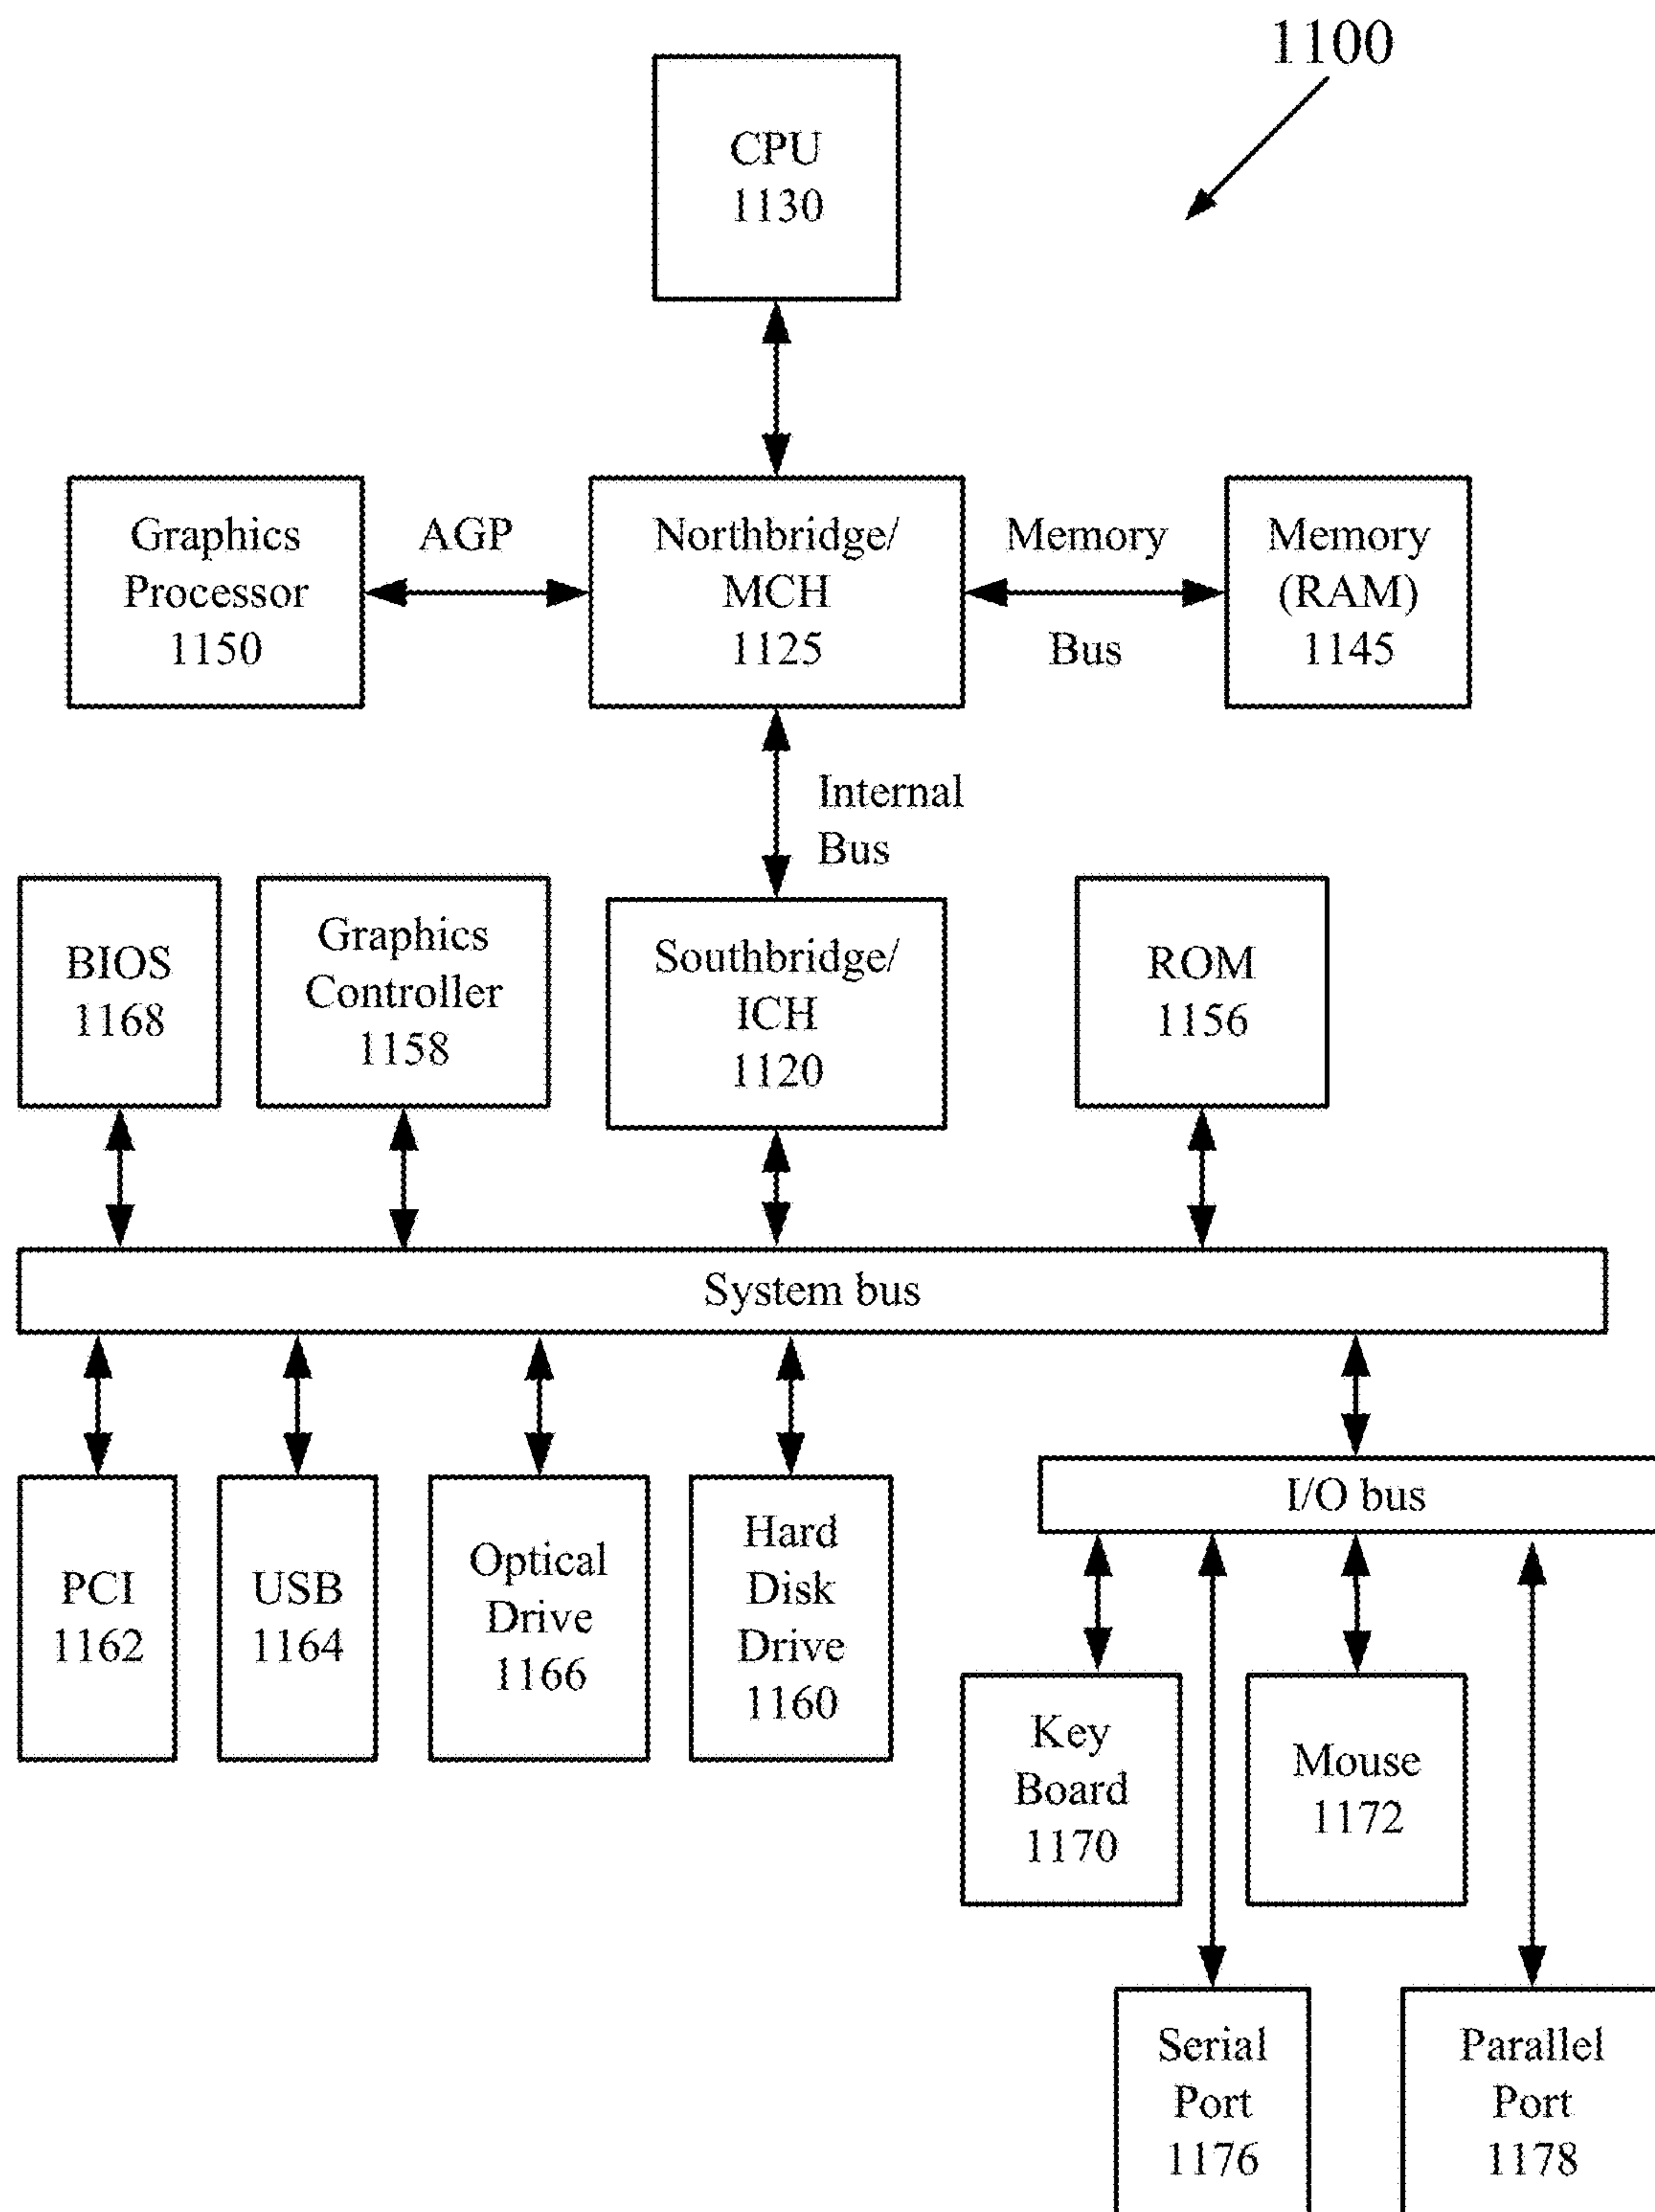 1100
CPU
1130
Graphics
Processor
1150
AGP
Northbridge/
MCH
1125
Memory
Bus
Memory
(RAM)
1145
Internal
Bus
BIOS
1168
Graphics
Controller
1158
Southbridge/
ICH
1120
ROM
1156
System bus
I/O bus
PCI
1162
USB
1164
Optical
Drive
1166
Hard
Disk
Drive
1160
Key
Board
1170
Mouse
1172
Serial
Port
1176
Parallel
Port
1178